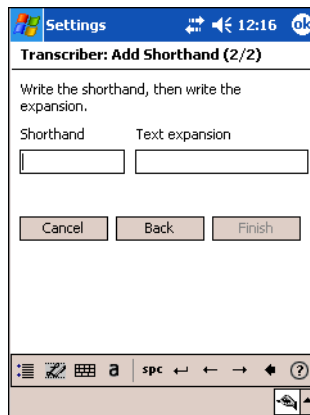 Settings 12:16 ok
Transcriber: Add Shorthand (2/2)
Write the shorthand, then write the
expansion.
Shorthand Text expansion
Cancel Back Finish
a spc ?